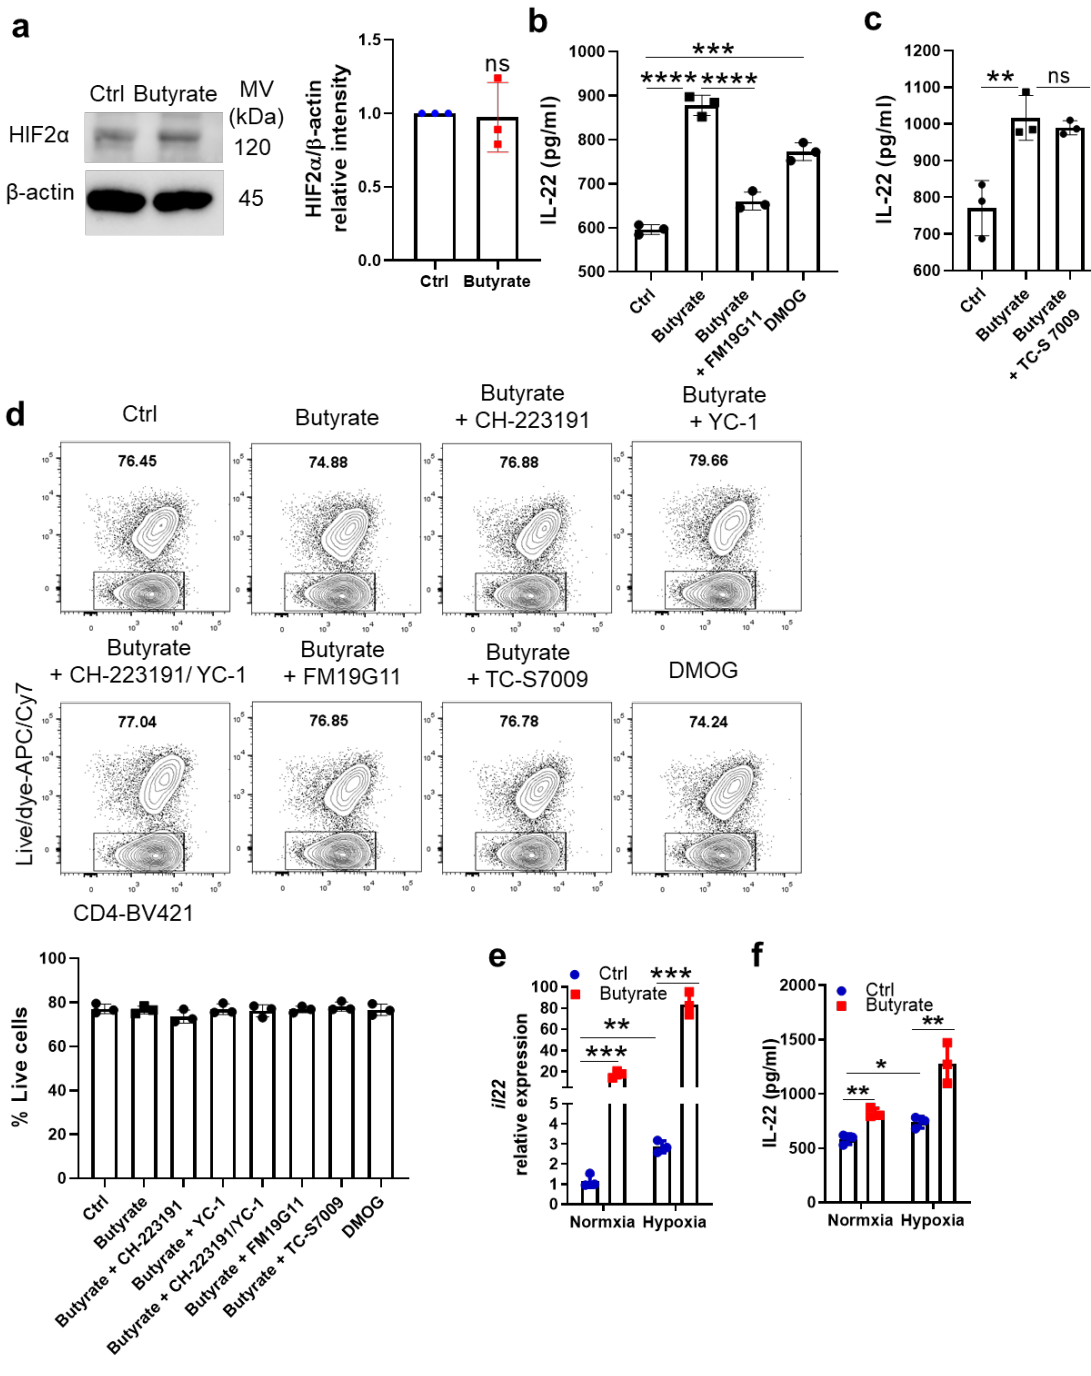 a
Ctrl Butyrate
MV
(kDa)
HIF2α
120
β-actin
45
HIF2α/β-actin
relative intensity
1.5
1.0
0.5
0.0
ns
Ctrl Butyrate
b
IL-22 (pg/ml)
1000
900
800
700
600
500
***
**** ****
Ctrl
Butyrate
Butyrate
+ FM19G11
DMOG
c
IL-22 (pg/ml)
1200
1100
1000
900
800
700
600
** ns
Ctrl
Butyrate
Butyrate
+ TC-S 7009
d
Ctrl
Butyrate
Butyrate
+ CH-223191
Butyrate
+ YC-1
76.45
74.88
76.88
79.66
Butyrate
+ CH-223191/ YC-1
Butyrate
+ FM19G11
Butyrate
+ TC-S7009
DMOG
77.04
76.85
76.78
74.24
Live/dye-APC/Cy7
CD4-BV421
% Live cells
100
80
60
40
20
0
Ctrl
Butyrate
Butyrate + CH-223191
Butyrate + YC-1
Butyrate + CH-223191/YC-1
Butyrate + FM19G11
Butyrate + TC-S7009
DMOG
e
Ctrl
Butyrate
il22
relative expression
100
80
60
40
20
5
4
3
2
1
0
***
**
***
Normxia Hypoxia
f
Ctrl
Butyrate
IL-22 (pg/ml)
2000
1500
1000
500
0
**
*
**
Normxia Hypoxia